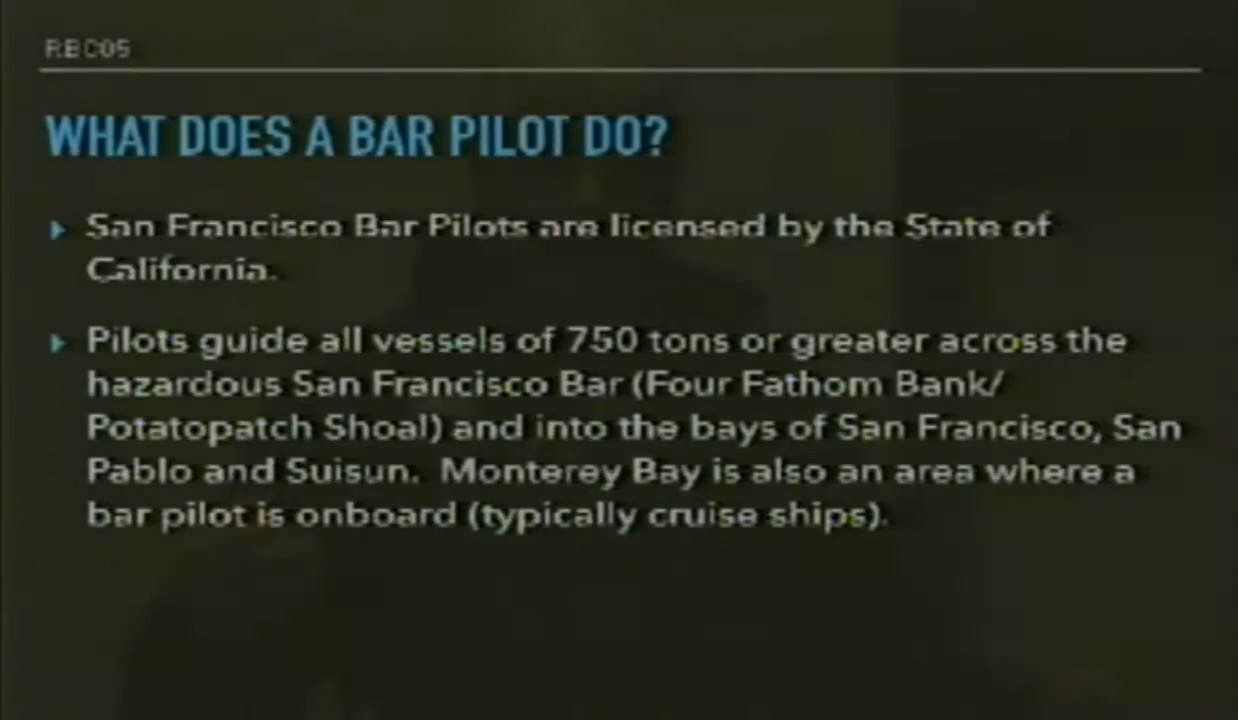 RBC05
WHAT DOES A BAR PILOT DO?
San Francisco Bar Pilots are licensed by the State of
California.
Pilots guide all vessels of 750 tons or greater across the
hazardous San Francisco Bar (Four Fathom Bank/
Potatopatch Shoal) and into the bays of San Francisco, San
Pablo and Suisun. Monterey Bay is also an area where a
bar pilot is onboard (typically cruise ships).